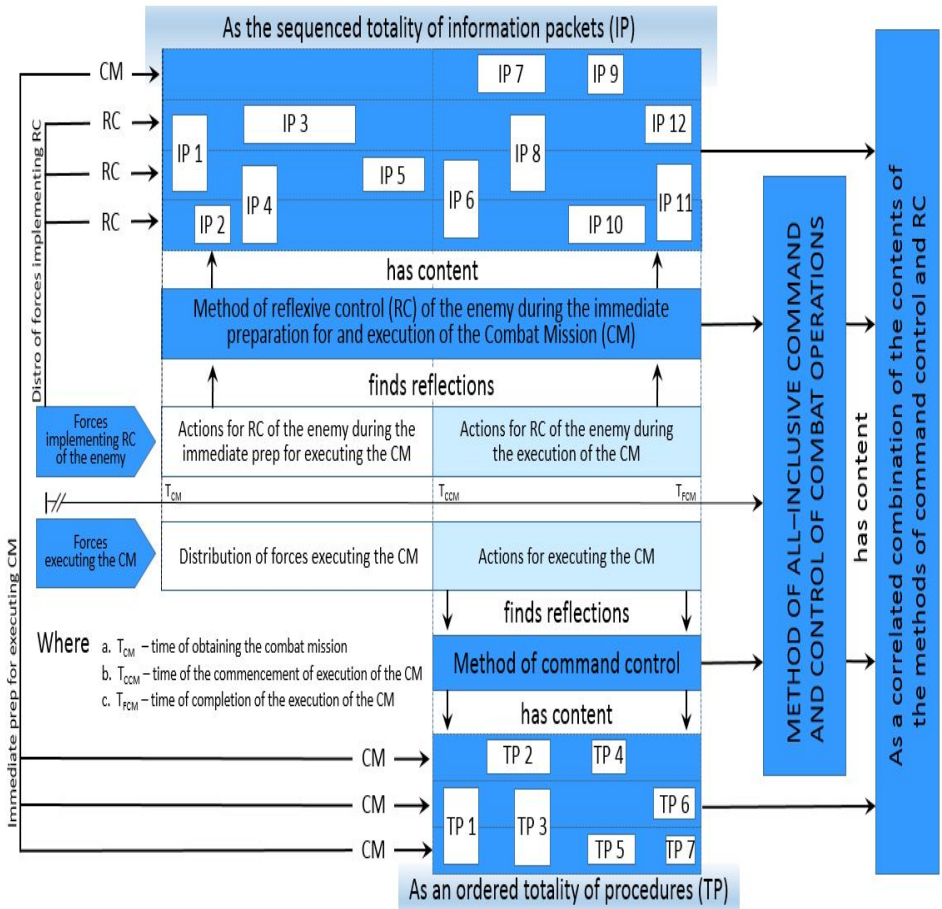 As the sequenced totality of information packets (IP)
CM
IP 7
IP 9
RC
IP 3
IP 12
IP 1
IP 8
RC
IP 5
IP 4
IP 6
IP 11
RC
IP 2
IP 10
Distro of forces implementing RC
has content
Method of reflexive control (RC) of the enemy during the immediate
preparation for and execution of the Combat Mission (CM)
finds reflections
Forces
implementing RC
of the enemy
Actions for RC of the enemy during the
immediate prep for executing the CM
Actions for RC of the enemy during
the execution of the CM
TCM
TCCM
TFCM
Forces
executing the CM
Distribution of forces executing the CM
Actions for executing the CM
finds reflections
Where
a. TCM – time of obtaining the combat mission
b. TCCM – time of the commencement of execution of the CM
c. TFCM – time of completion of the execution of the CM
Method of command control
has content
Immediate prep for executing CM
CM
TP 2
TP 4
CM
TP 1
TP 3
TP 6
CM
TP 5
TP 7
As an ordered totality of procedures (TP)
METHOD OF ALL–INCLUSIVE COMMAND
AND CONTROL OF COMBAT OPERATIONS
has content
As a correlated combination of the contents of
the methods of command control and RC